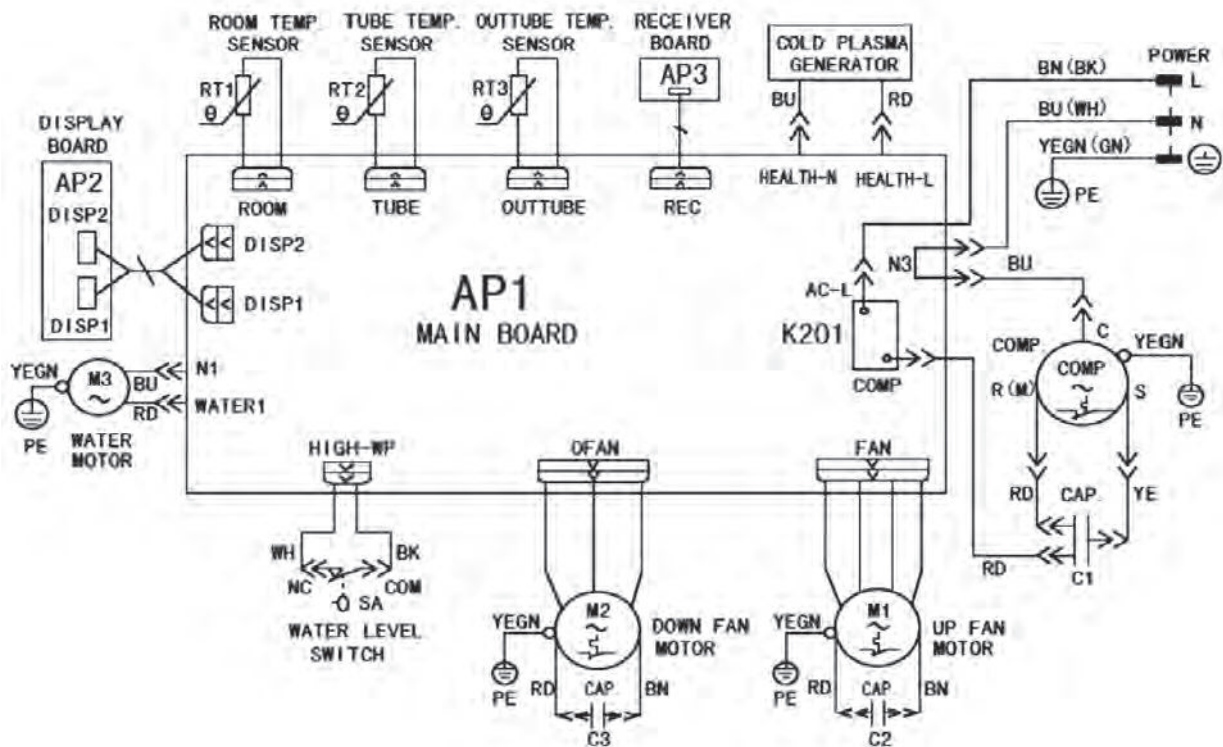 ROOM TEMP.
SENSOR
TUBE TEMP.
SENSOR
OUTTUBE TEMP.
SENSOR
RECEIVER
BOARD
COLD PLASMA
GENERATOR
POWER
RT1
θ
RT2
θ
RT3
θ
AP3
BU
RD
BN(BK)
L
BU(WH)
N
YEGN(GN)
PE
DISPLAY
BOARD
AP2
DISP2
DISP1
ROOM
TUBE
OUTTUBE
REC
HEALTH-N
HEALTH-L
DISP2
DISP1
AP1
MAIN BOARD
N3
BU
AC-L
K201
COMP
COMP.
C
YEGN
COMP
~
R(M)
S
PE
YEGN
M3
~
BU
RD
N1
WATER1
PE
WATER
MOTOR
HIGH-WP
OFAN
FAN
RD
CAP.
YE
RD
C1
WH
BK
NC
COM
SA
WATER LEVEL
SWITCH
YEGN
M2
~
DOWN FAN
MOTOR
PE
RD
CAP.
BN
C3
YEGN
M1
~
UP FAN
MOTOR
PE
RD
CAP.
BN
C2